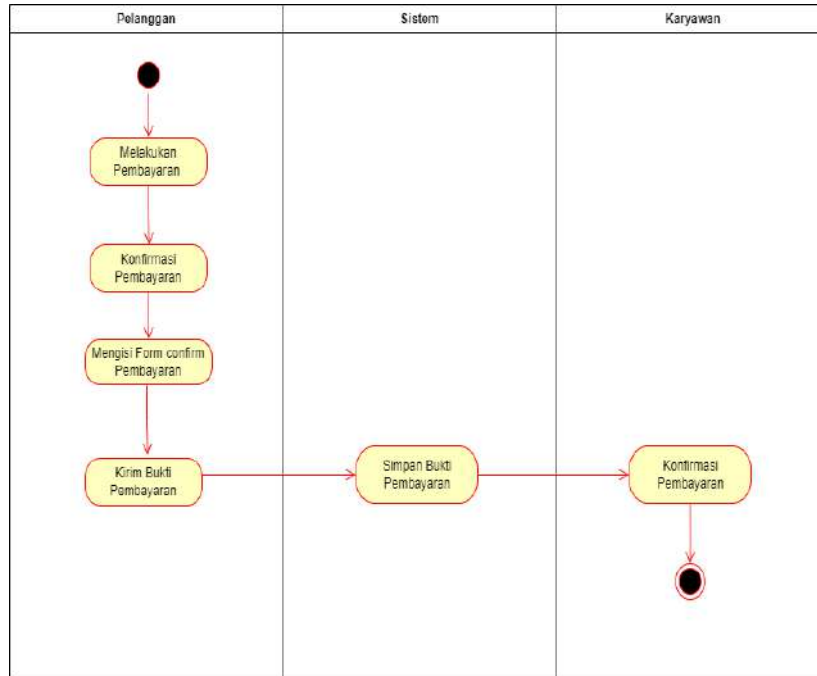 Pelanggan
Sistem
Karyawan
Melakukan
Pembayaran
Konfirmasi
Pembayaran
Mengisi Form confirm
Pembayaran
Kirim Bukti
Pembayaran
Simpan Bukti
Pembayaran
Konfirmasi
Pembayaran